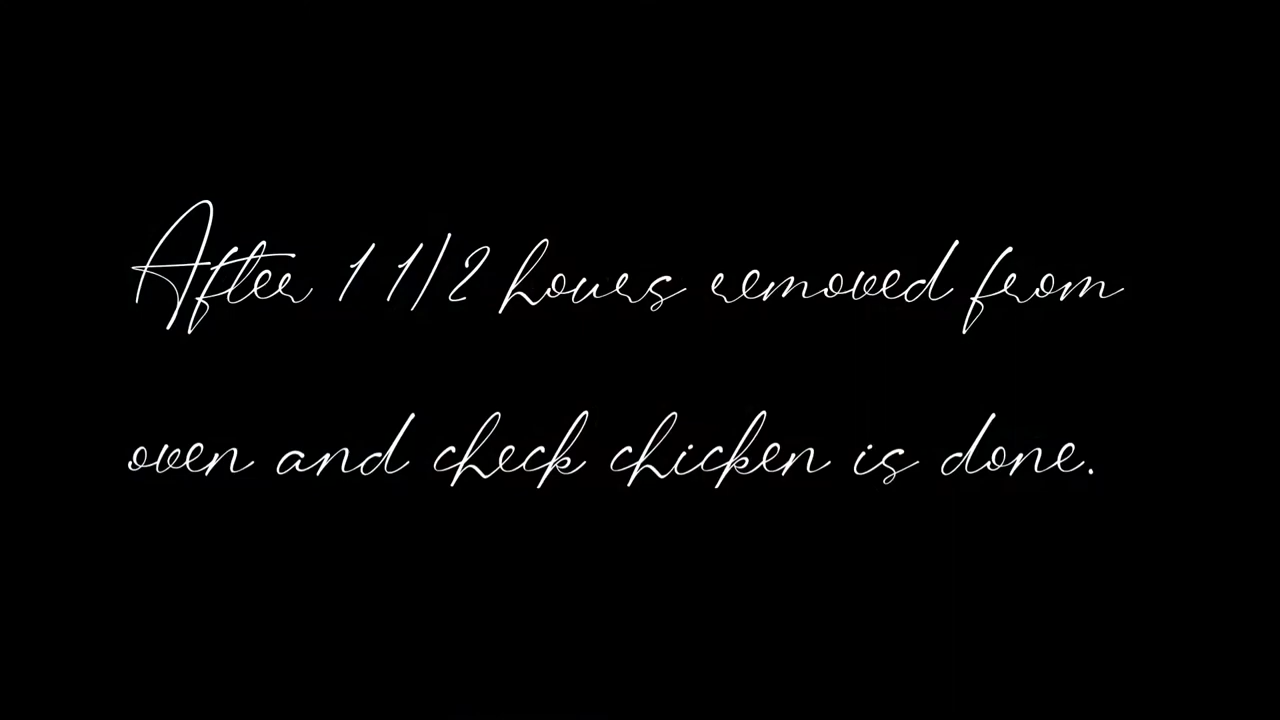 After 1 1/2 hours removed from
oven and check chicken is done.